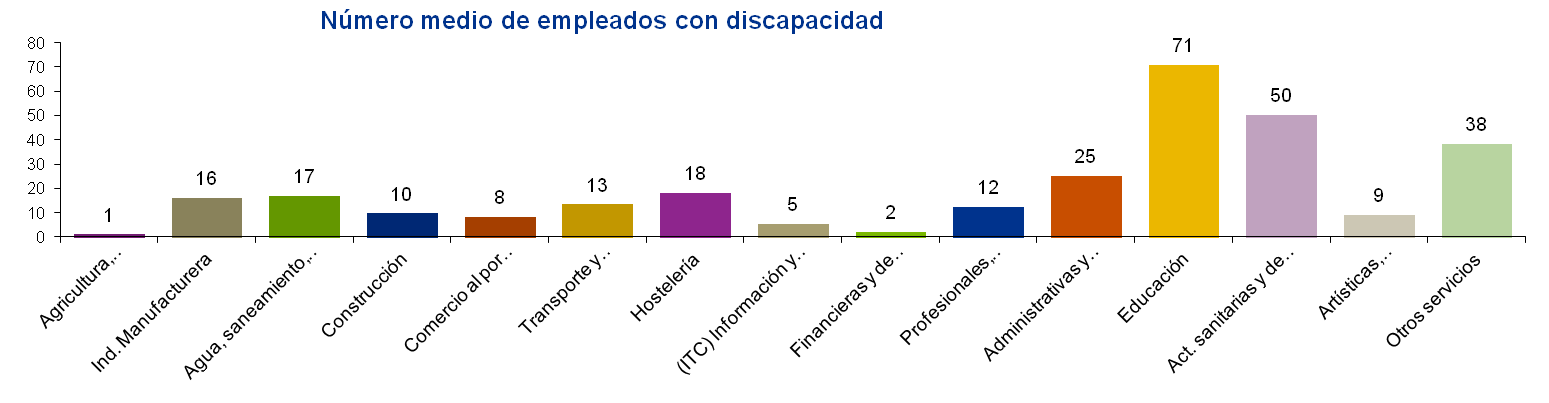 Número medio de empleados con discapacidad
80
70
60
50
40
30
20
10
0
1
16
17
10
8
13
18
5
2
12
25
71
50
9
38
Agricultura,..
Ind. Manufacturera
Agua, saneamiento,..
Construcción
Comercio al por..
Transporte y..
Hostelería
(ITC) Información y..
Financieras y de..
Profesionales,..
Administrativas y..
Educación
Act. sanitarias y de..
Artísticas,..
Otros servicios